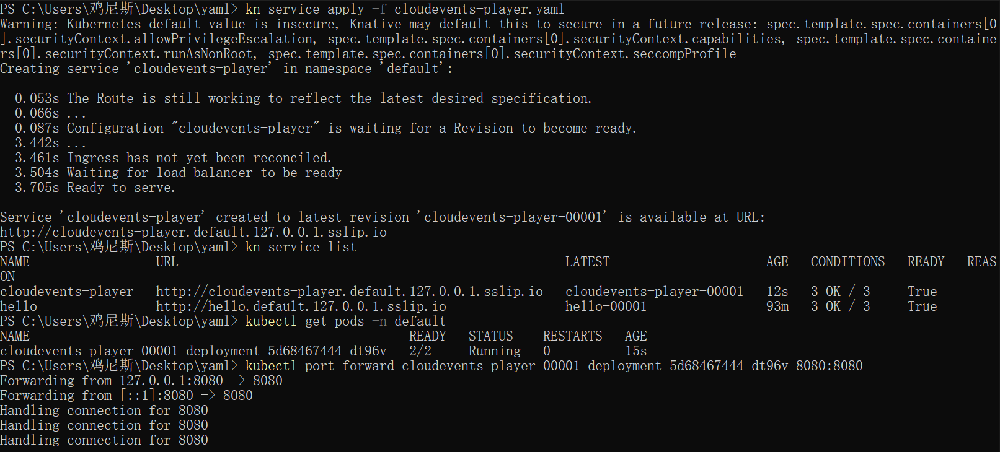 PS C:\Users\鸡尼斯\Desktop\yaml> kn service apply -f cloudevents-player.yaml
Warning: Kubernetes default value is insecure, Knative may default this to secure in a future release: spec.template.spec.containers[0
].securityContext.allowPrivilegeEscalation, spec.template.spec.containers[0].securityContext.capabilities, spec.template.spec.containe
rs[0].securityContext.runAsNonRoot, spec.template.spec.containers[0].securityContext.seccompProfile
Creating service 'cloudevents-player' in namespace 'default':
0.053s The Route is still working to reflect the latest desired specification.
0.066s ...
0.087s Configuration "cloudevents-player" is waiting for a Revision to become ready.
3.442s ...
3.461s Ingress has not yet been reconciled.
3.504s Waiting for load balancer to be ready
3.705s Ready to serve.
Service 'cloudevents-player' created to latest revision 'cloudevents-player-00001' is available at URL:
http://cloudevents-player.default.127.0.0.1.sslip.io
PS C:\Users\鸡尼斯\Desktop\yaml> kn service list
NAME URL LATEST AGE CONDITIONS READY REAS
ON
cloudevents-player http://cloudevents-player.default.127.0.0.1.sslip.io cloudevents-player-00001 12s 3 OK / 3 True
hello http://hello.default.127.0.0.1.sslip.io hello-00001 93m 3 OK / 3 True
PS C:\Users\鸡尼斯\Desktop\yaml> kubectl get pods -n default
NAME READY STATUS RESTARTS AGE
cloudevents-player-00001-deployment-5d68467444-dt96v 2/2 Running 0 15s
PS C:\Users\鸡尼斯\Desktop\yaml> kubectl port-forward cloudevents-player-00001-deployment-5d68467444-dt96v 8080:8080
Forwarding from 127.0.0.1:8080 -> 8080
Forwarding from [::1]:8080 -> 8080
Handling connection for 8080
Handling connection for 8080
Handling connection for 8080